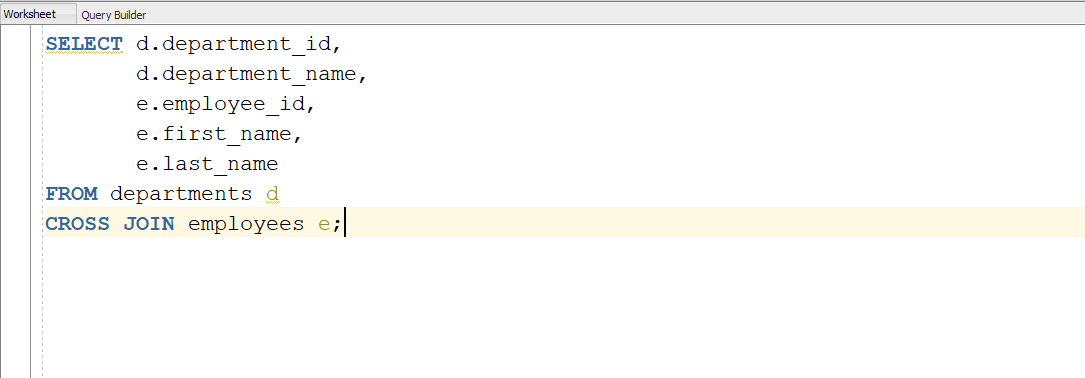 Worksheet Query Builder
SELECT d.department_id,
d.department_name,
e.employee_id,
e.first_name,
e.last_name
FROM departments d
CROSS JOIN employees e;